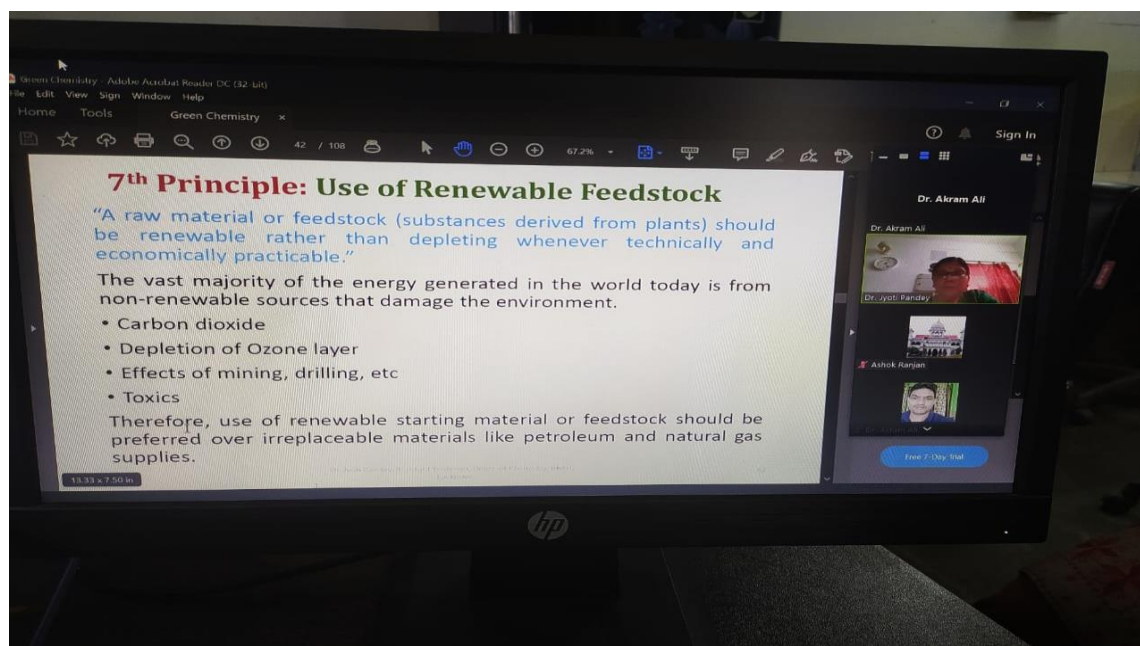 Green Chemistry - Adobe Acrobat Reader DC (32-bit)
File Edit View Sign Window Help
Home Tools Green Chemistry ×
42 / 108 67.2% Sign In
7th Principle: Use of Renewable Feedstock
“A raw material or feedstock (substances derived from plants) should
be renewable rather than depleting whenever technically and
economically practicable.”
The vast majority of the energy generated in the world today is from
non-renewable sources that damage the environment.
• Carbon dioxide
• Depletion of Ozone layer
• Effects of mining, drilling, etc
• Toxics
Therefore, use of renewable starting material or feedstock should be
preferred over irreplaceable materials like petroleum and natural gas
supplies.
13.33 x 7.50 in
Dr. Akram Ali
Dr. Akram Ali
Dr. Jyoti Pandey
Ashok Ranjan
Free 7-Day Trial
hp